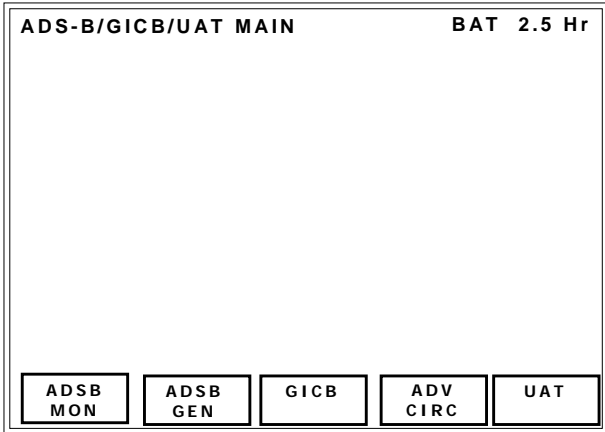 ADS-B/GICB/UAT MAIN BAT 2.5 Hr
ADSB MON
ADSB GEN
GICB
ADV CIRC
UAT